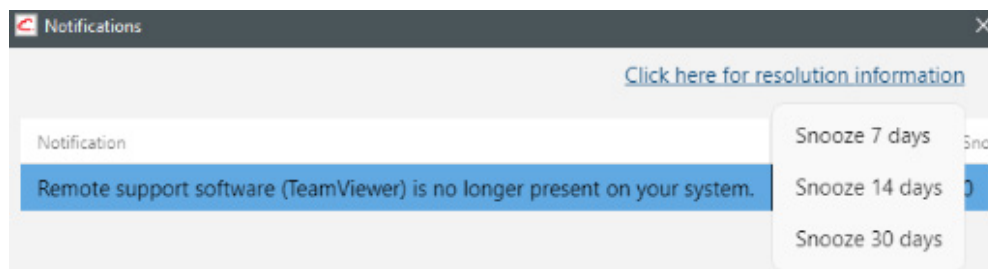 Notifications
Click here for resolution information
Notification
Remote support software (TeamViewer) is no longer present on your system.
Snooze 7 days
Snooze 14 days
Snooze 30 days